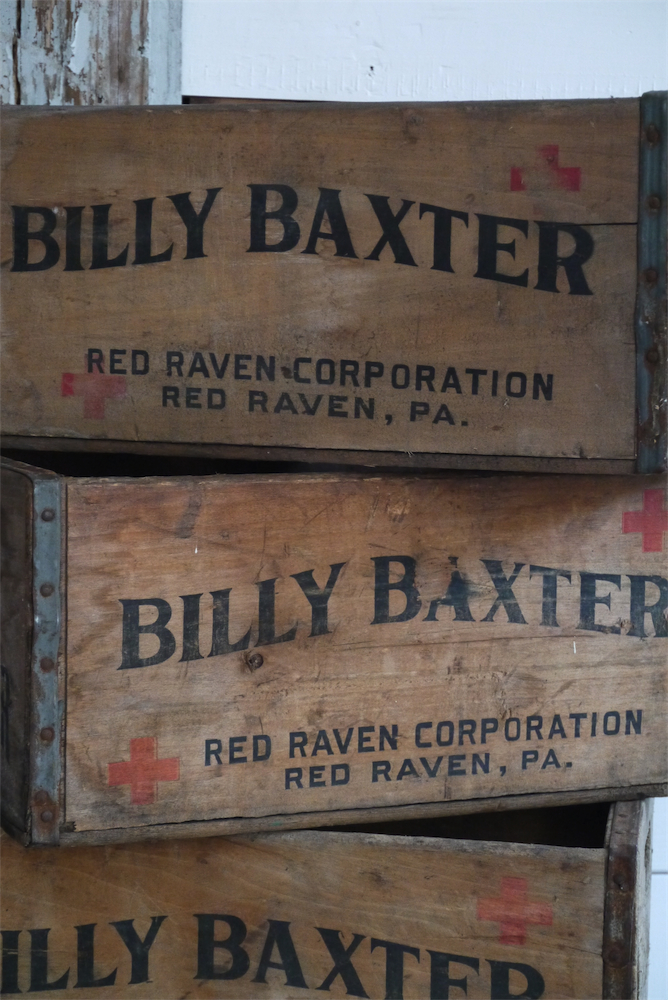 BILLY BAXTER
RED RAVEN CORPORATION
RED RAVEN, PA.
BILLY BAXTER
RED RAVEN CORPORATION
RED RAVEN, PA.
ILLY BAXTER